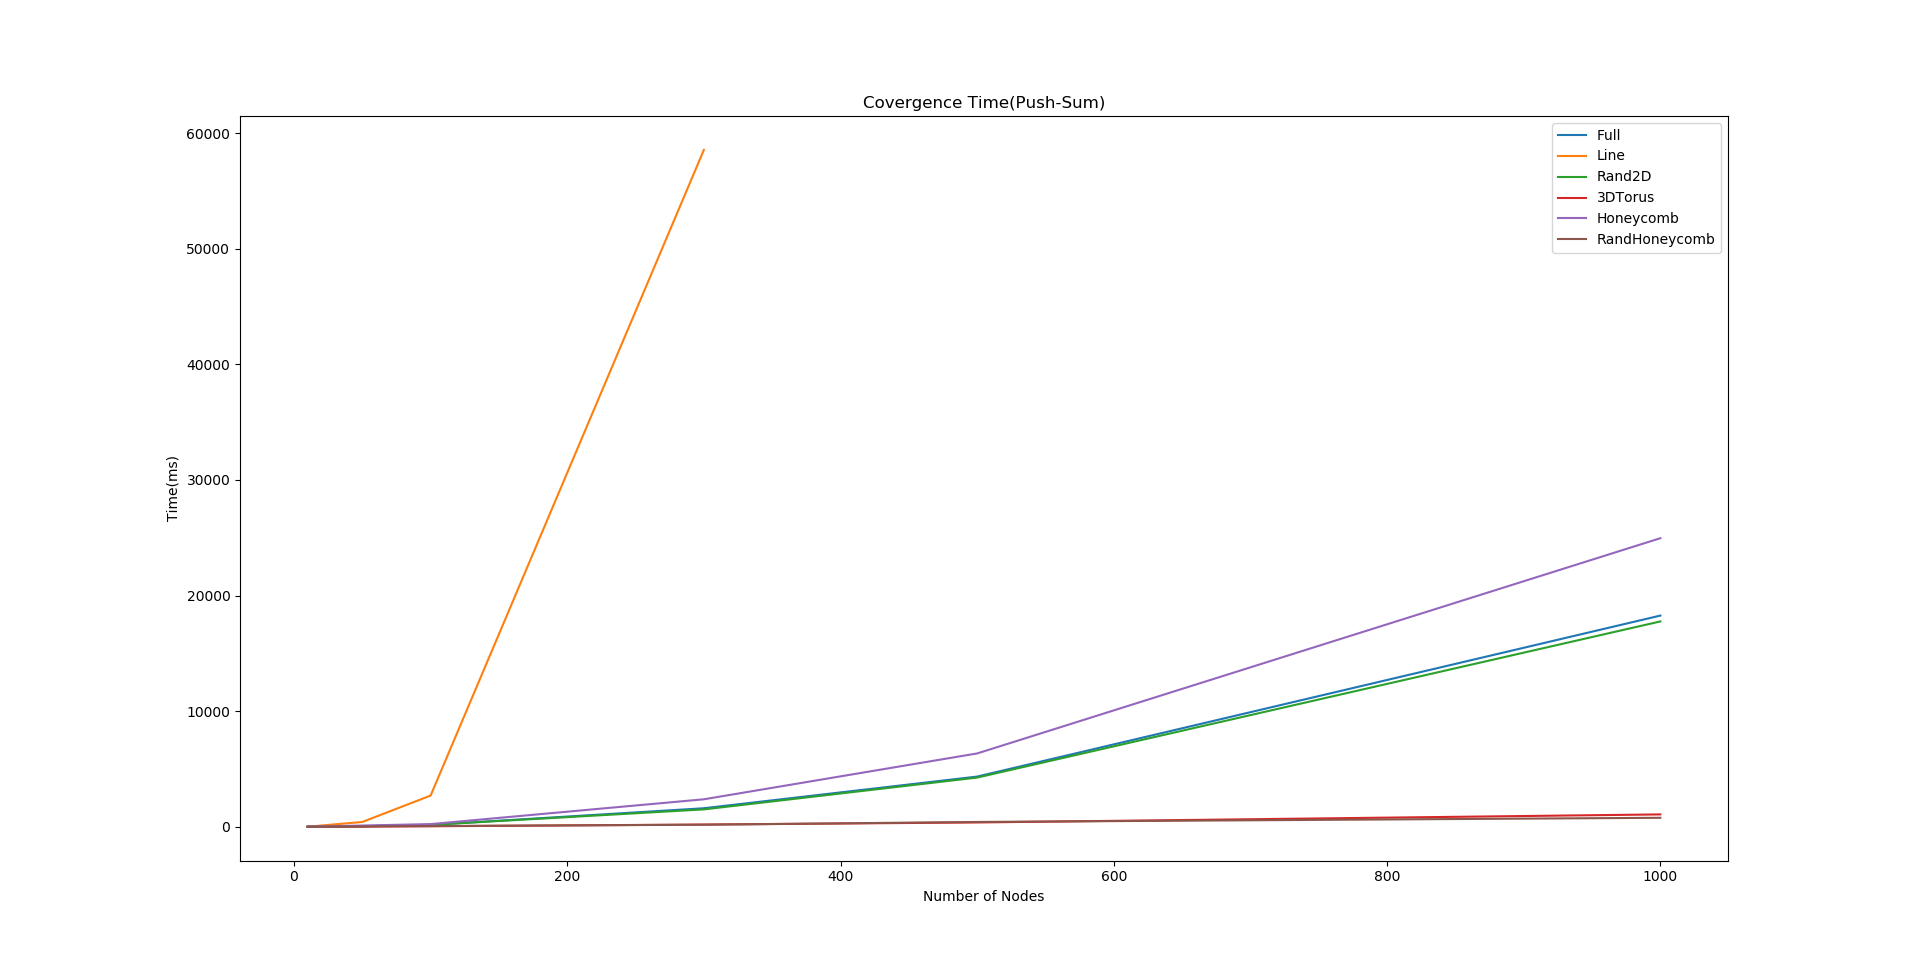 Covergence Time(Push-Sum)
60000
50000
40000
30000
20000
10000
0
Time(ms)
Full
Line
Rand2D
3DTorus
Honeycomb
RandHoneycomb
0 200 400 600 800 1000
Number of Nodes